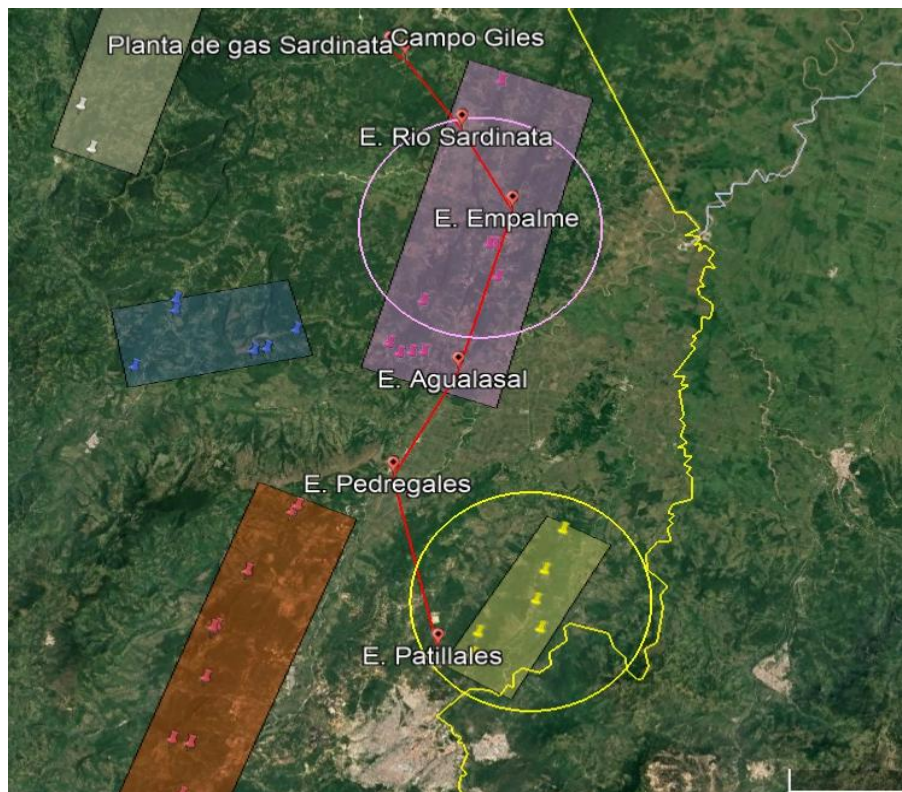 Planta de gas Sardinata
Campo Giles
E. Rio Sardinata
E. Empalme
E. Agualasal
E. Pedregales
E. Patillales